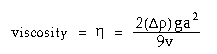 viscosity = η = 2(Δρ)ga² / 9v